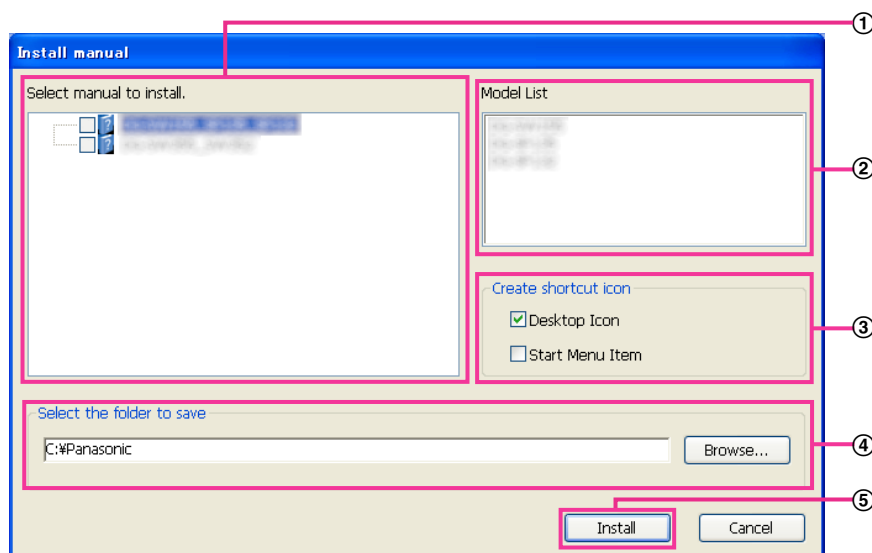 ①
Install manual
Select manual to install.
Model List
②
Create shortcut icon
Desktop Icon
③
Start Menu Item
Select the folder to save
C:¥Panasonic
Browse...
④
⑤
Install
Cancel